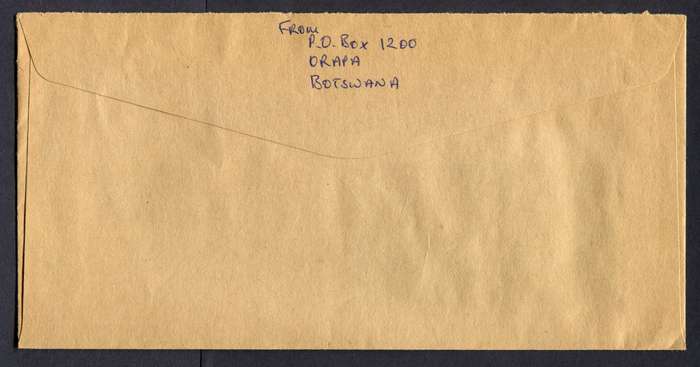 From
P.O. Box 1200
ORAPA
BOTSWANA